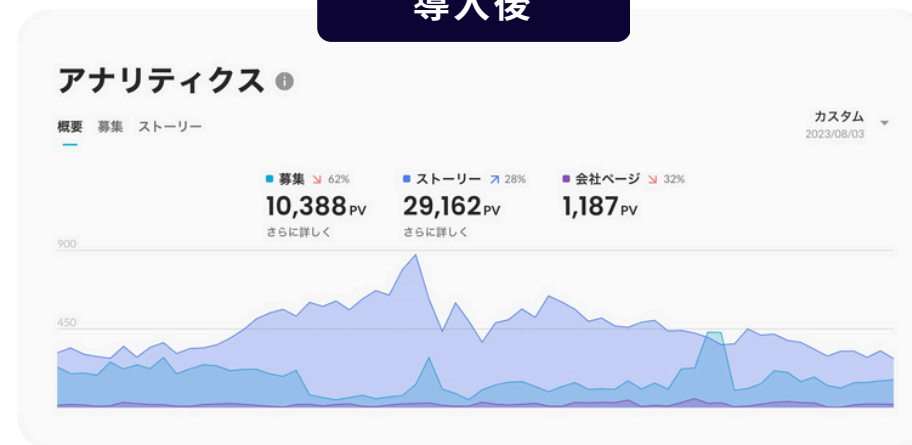 導入後
アナリティクス
概要 募集 ストーリー
カスタム
2023/08/03
募集 62% ストーリー 28% 会社ページ 32%
10,388PV 29,162PV 1,187PV
さらに詳しく さらに詳しく
900
450